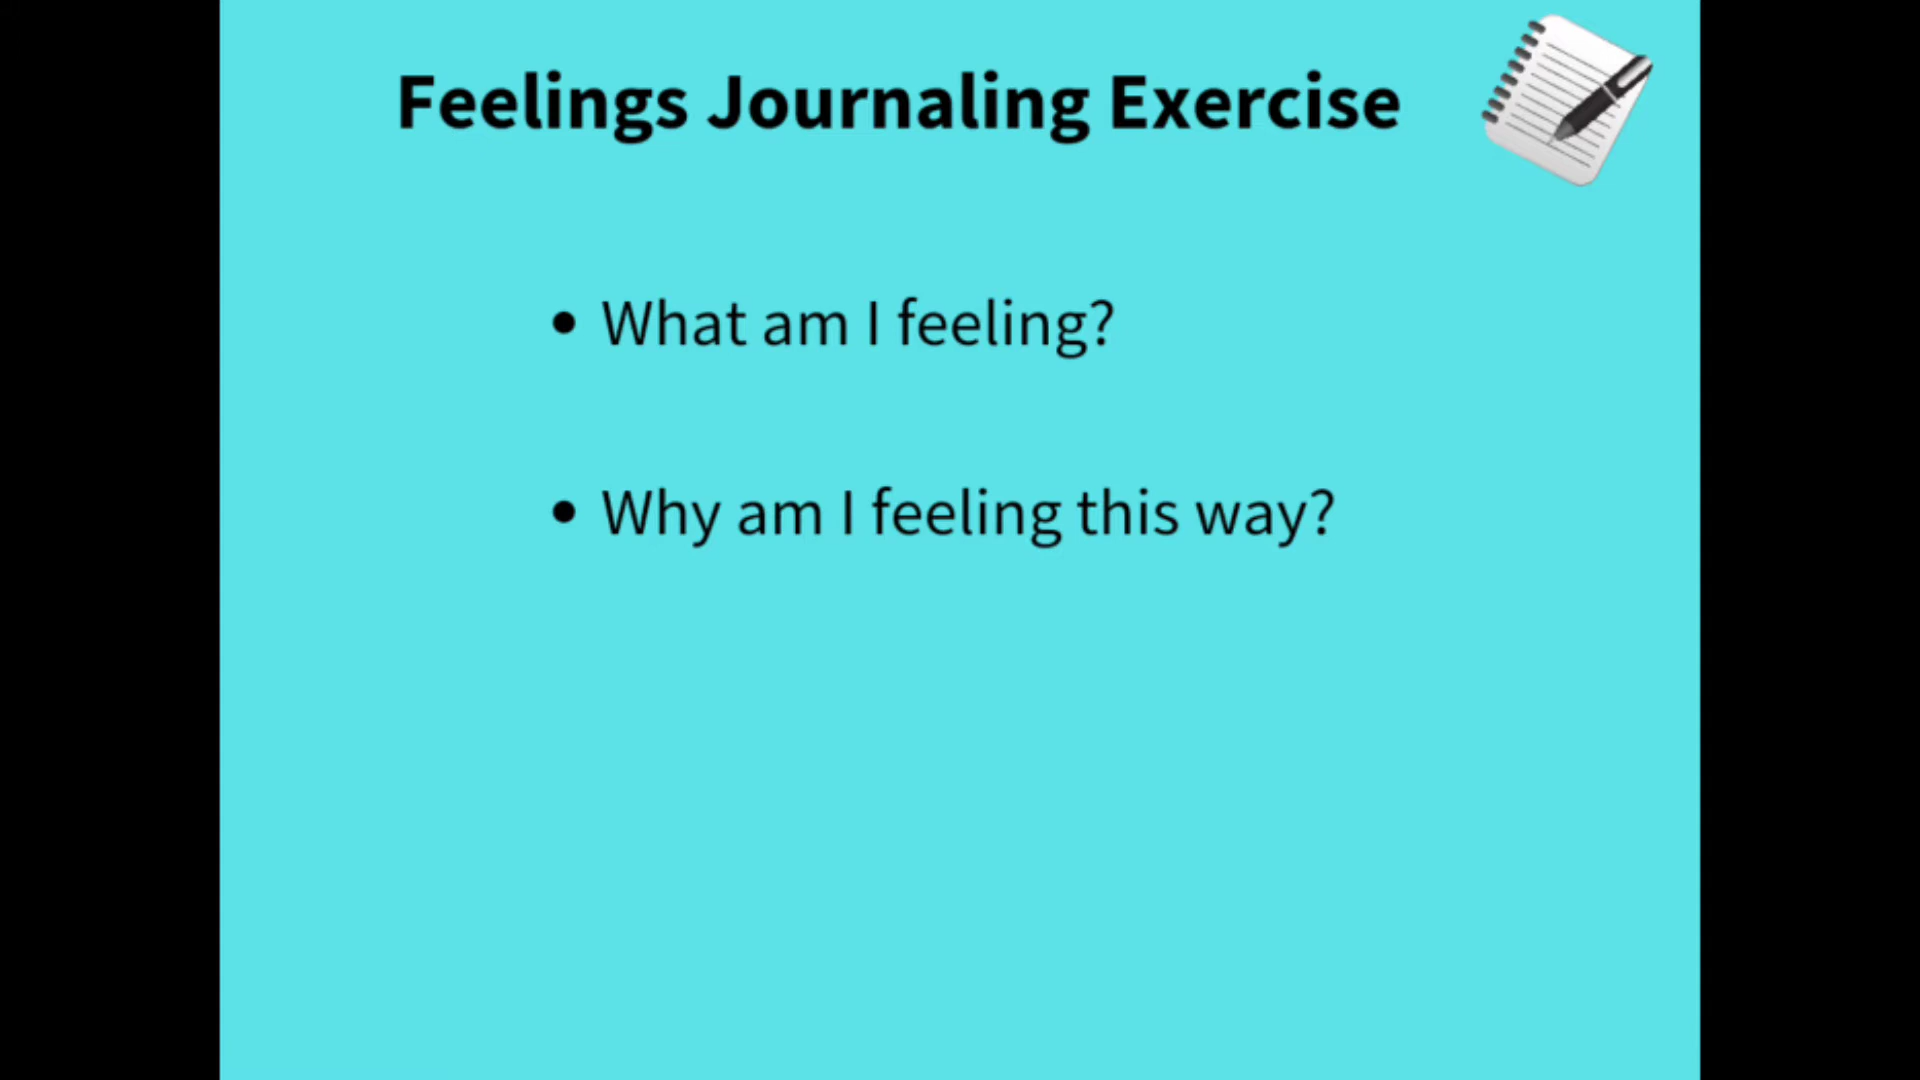 Feelings Journaling Exercise
• What am I feeling?
• Why am I feeling this way?